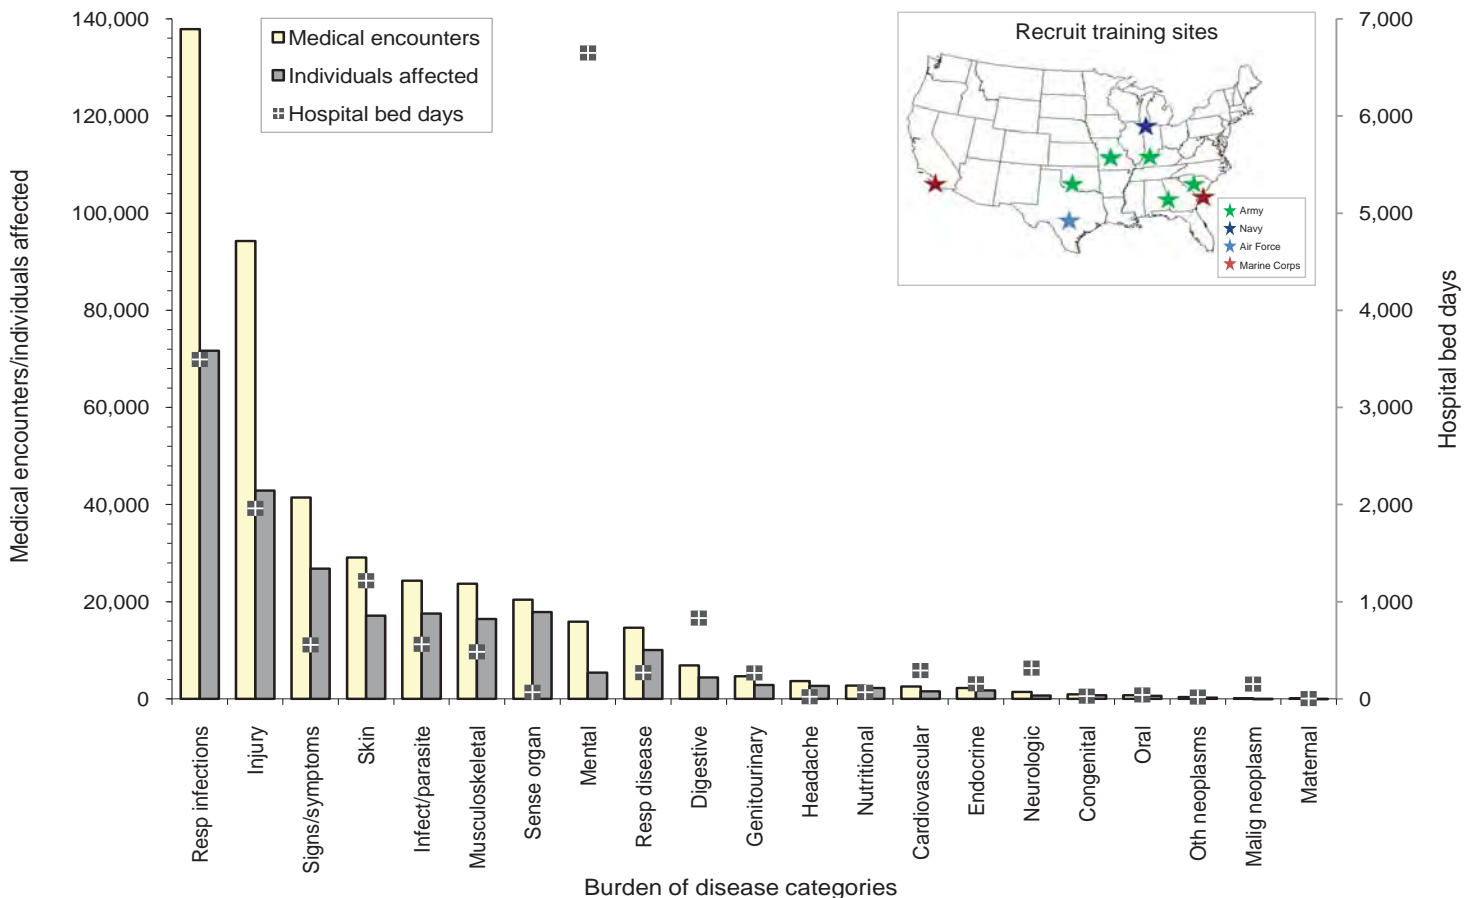 140,000
120,000
100,000
80,000
60,000
40,000
20,000
0
Medical encounters/individuals affected
Medical encounters
Individuals affected
Hospital bed days
Recruit training sites
Army
Navy
Air Force
Marine Corps
7,000
6,000
5,000
4,000
3,000
2,000
1,000
0
Hospital bed days
Resp infections
Injury
Signs/symptoms
Skin
Infect/parasite
Musculoskeletal
Sense organ
Mental
Resp disease
Digestive
Genitourinary
Headache
Nutritional
Cardiovascular
Endocrine
Neurologic
Congenital
Oral
Oth neoplasms
Malig neoplasm
Maternal
Burden of disease categories